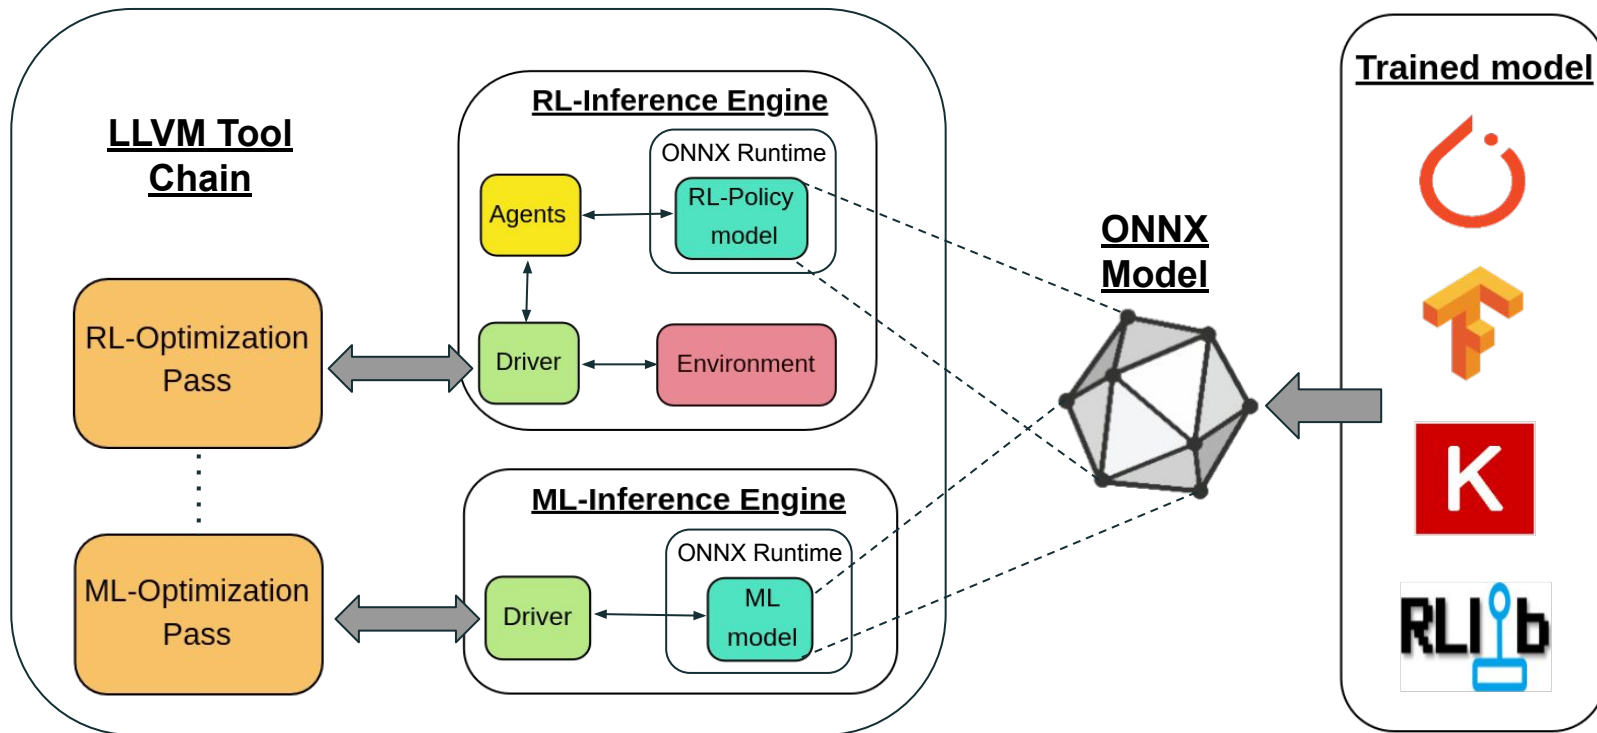 LLVM Tool
Chain
RL-Optimization
Pass
ML-Optimization
Pass
RL-Inference Engine
ONNX Runtime
Agents
RL-Policy
model
Driver
Environment
ML-Inference Engine
ONNX Runtime
Driver
ML
model
ONNX
Model
Trained model
K
RLlib